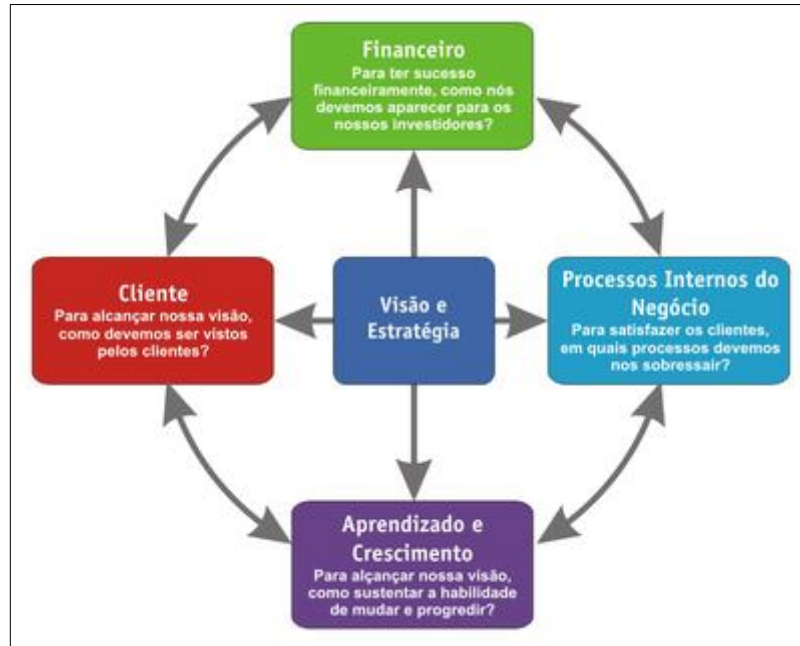 Financeiro
Para ter sucesso
financeiramente, como nós
devemos aparecer para os
nossos investidores?
Cliente
Para alcançar nossa visão,
como devemos ser vistos
pelos clientes?
Visão e
Estratégia
Processos Internos do
Negócio
Para satisfazer os clientes,
em quais processos devemos
nos sobressair?
Aprendizado e
Crescimento
Para alçançar nossa visão,
como sustentar a habilidade
de mudar e progredir?